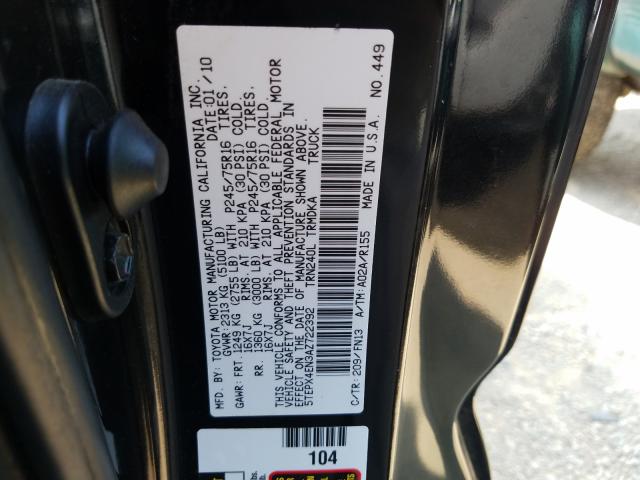 MFD. BY: TOYOTA MOTOR MANUFACTURING CALIFORNIA INC.
GVWR: 2313 KG (5100 LB) DATE: 01/10
GAWR: FRT. 1249 KG (2755 LB) WITH P245/75R16 TIRES.
16X7J RIMS. AT 210 KPA (30 PSI) COLD.
RR. 1360 KG (3000 LB) WITH P245/75R16 TIRES.
16X7J RIMS. AT 210 KPA (30 PSI) COLD.
THIS VEHICLE CONFORMS TO ALL APPLICABLE FEDERAL MOTOR
VEHICLE SAFETY AND THEFT PREVENTION STANDARDS IN
EFFECT ON THE DATE OF MANUFACTURE SHOWN ABOVE.
5TEPX4EN3AZ722392 TRN240L TRMDKA TRUCK
C/TR: 209/FN13 A/TM: A02A/R155 MADE IN U.S.A. NO. 449
104